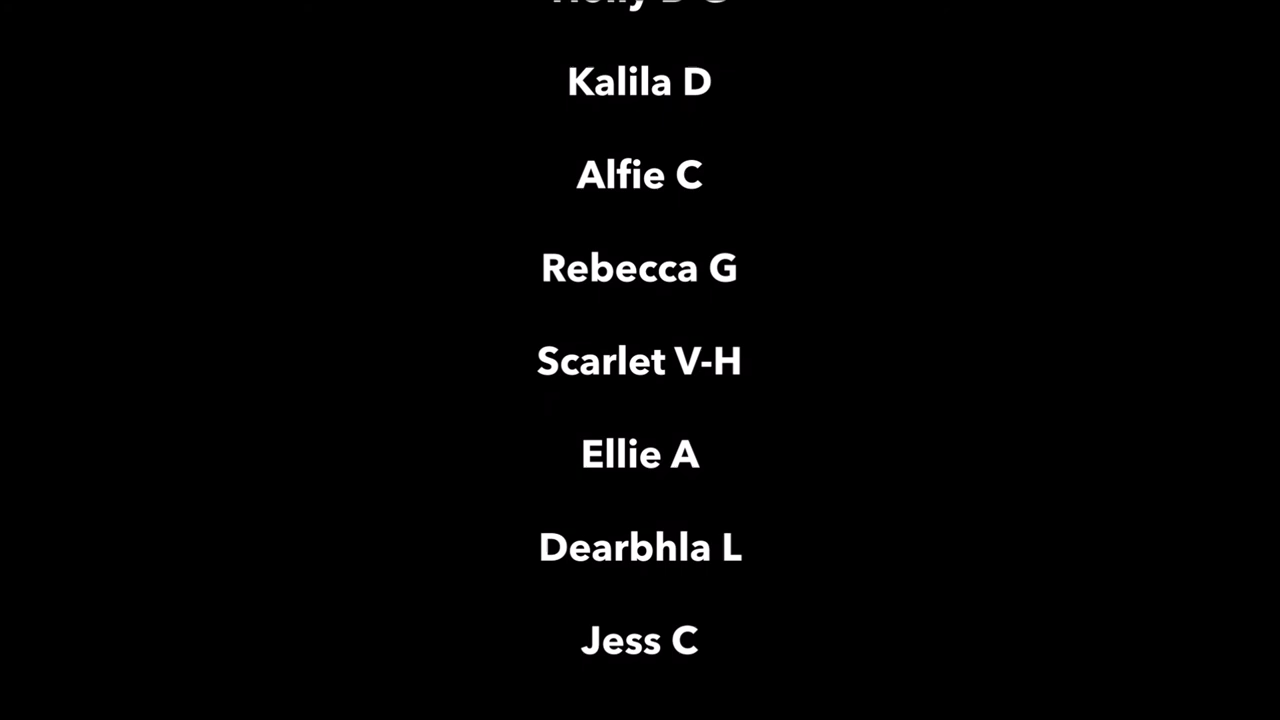 Kalila D
Alfie C
Rebecca G
Scarlet V-H
Ellie A
Dearbhla L
Jess C